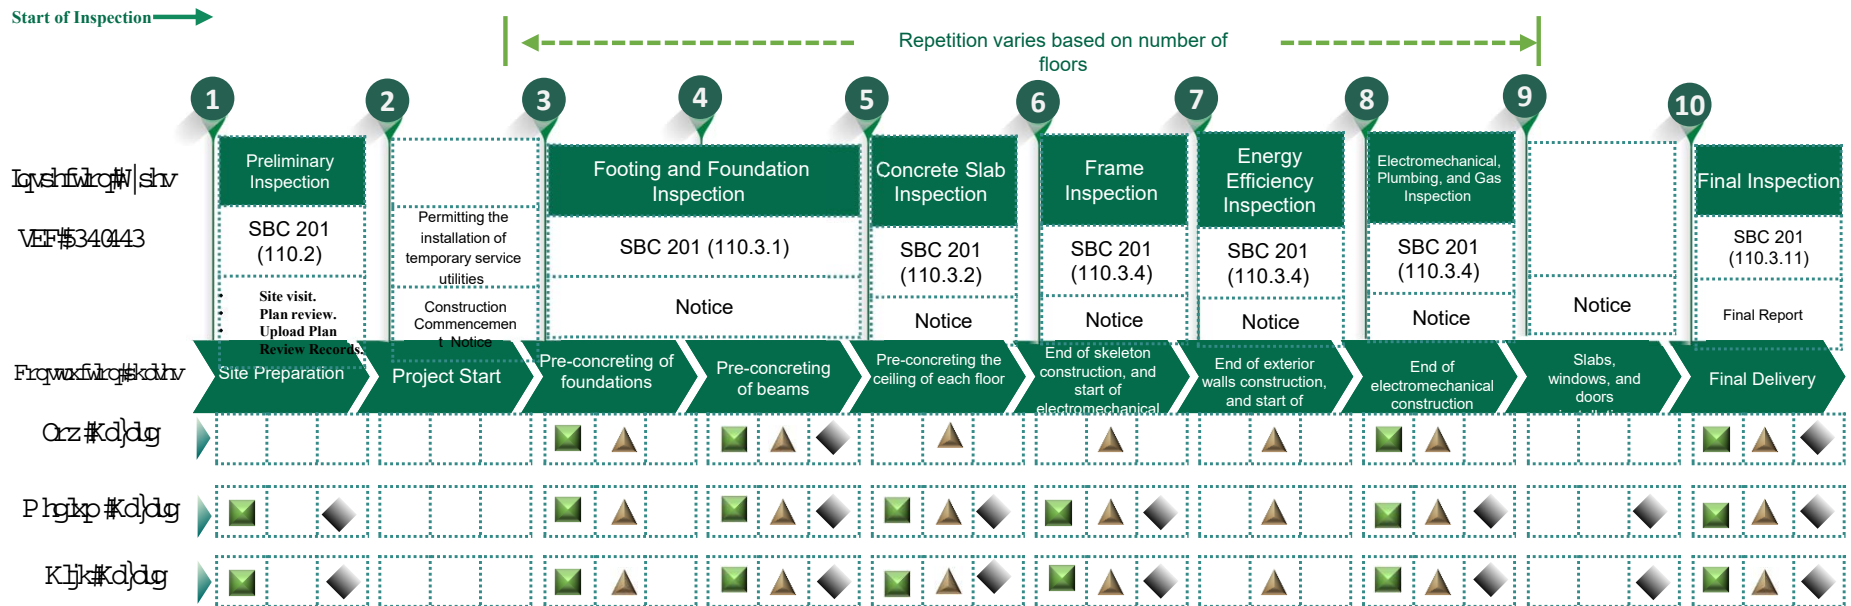 Start of Inspection
Repetition varies based on number of
floors
1
2
3
4
5
6
7
8
9
10
Preliminary
Inspection
Footing and Foundation
Inspection
Concrete Slab
Inspection
Frame
Inspection
Energy
Efficiency
Inspection
Electromechanical,
Plumbing, and Gas
Inspection
Final Inspection
SBC 201
(110.2)
Permitting the
installation of
temporary service
utilities
SBC 201 (110.3.1)
SBC 201
(110.3.2)
SBC 201
(110.3.4)
SBC 201
(110.3.4)
SBC 201
(110.3.4)
SBC 201
(110.3.11)
• Site visit.
• Plan review.
• Upload Plan
Review Records.
Construction
Commencemen
t Notice
Notice
Notice
Notice
Notice
Notice
Notice
Final Report
Site Preparation
Project Start
Pre-concreting of
foundations
Pre-concreting
of beams
Pre-concreting the
ceiling of each floor
End of skeleton
construction, and
start of
electromechanical
End of exterior
walls construction,
and start of
End of
electromechanical
construction
Slabs,
windows, and
doors
Final Delivery